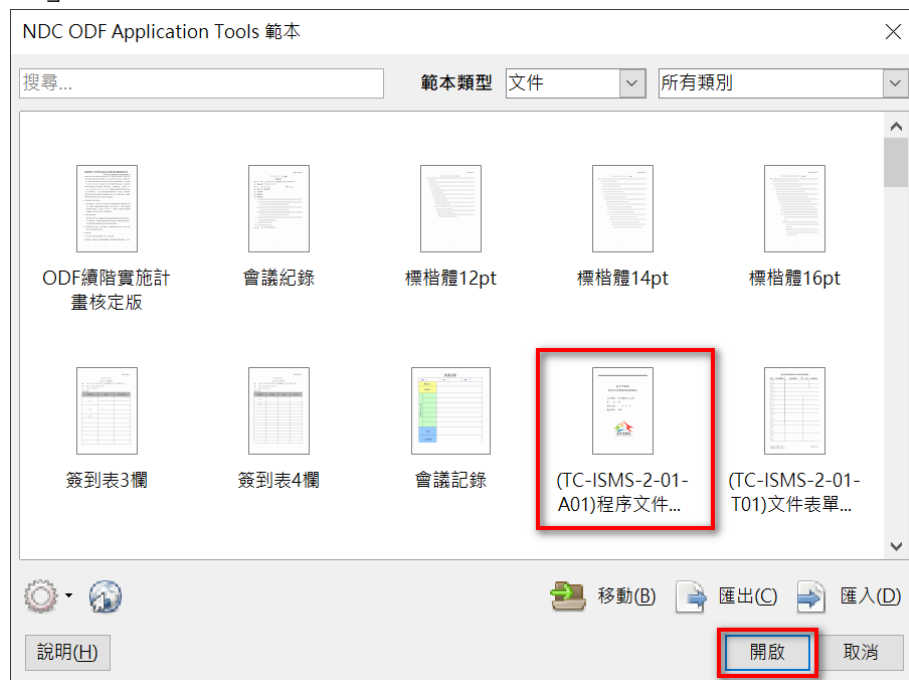 NDC ODF Application Tools 範本
搜尋...
範本類型 文件 所有類別
ODF續階實施計
畫核定版
會議紀錄
標楷體12pt
標楷體14pt
標楷體16pt
簽到表3欄
簽到表4欄
會議記錄
(TC-ISMS-2-01-
A01)程序文件...
(TC-ISMS-2-01-
T01)文件表單...
移動(B) 匯出(C) 匯入(D)
說明(H) 開啟 取消